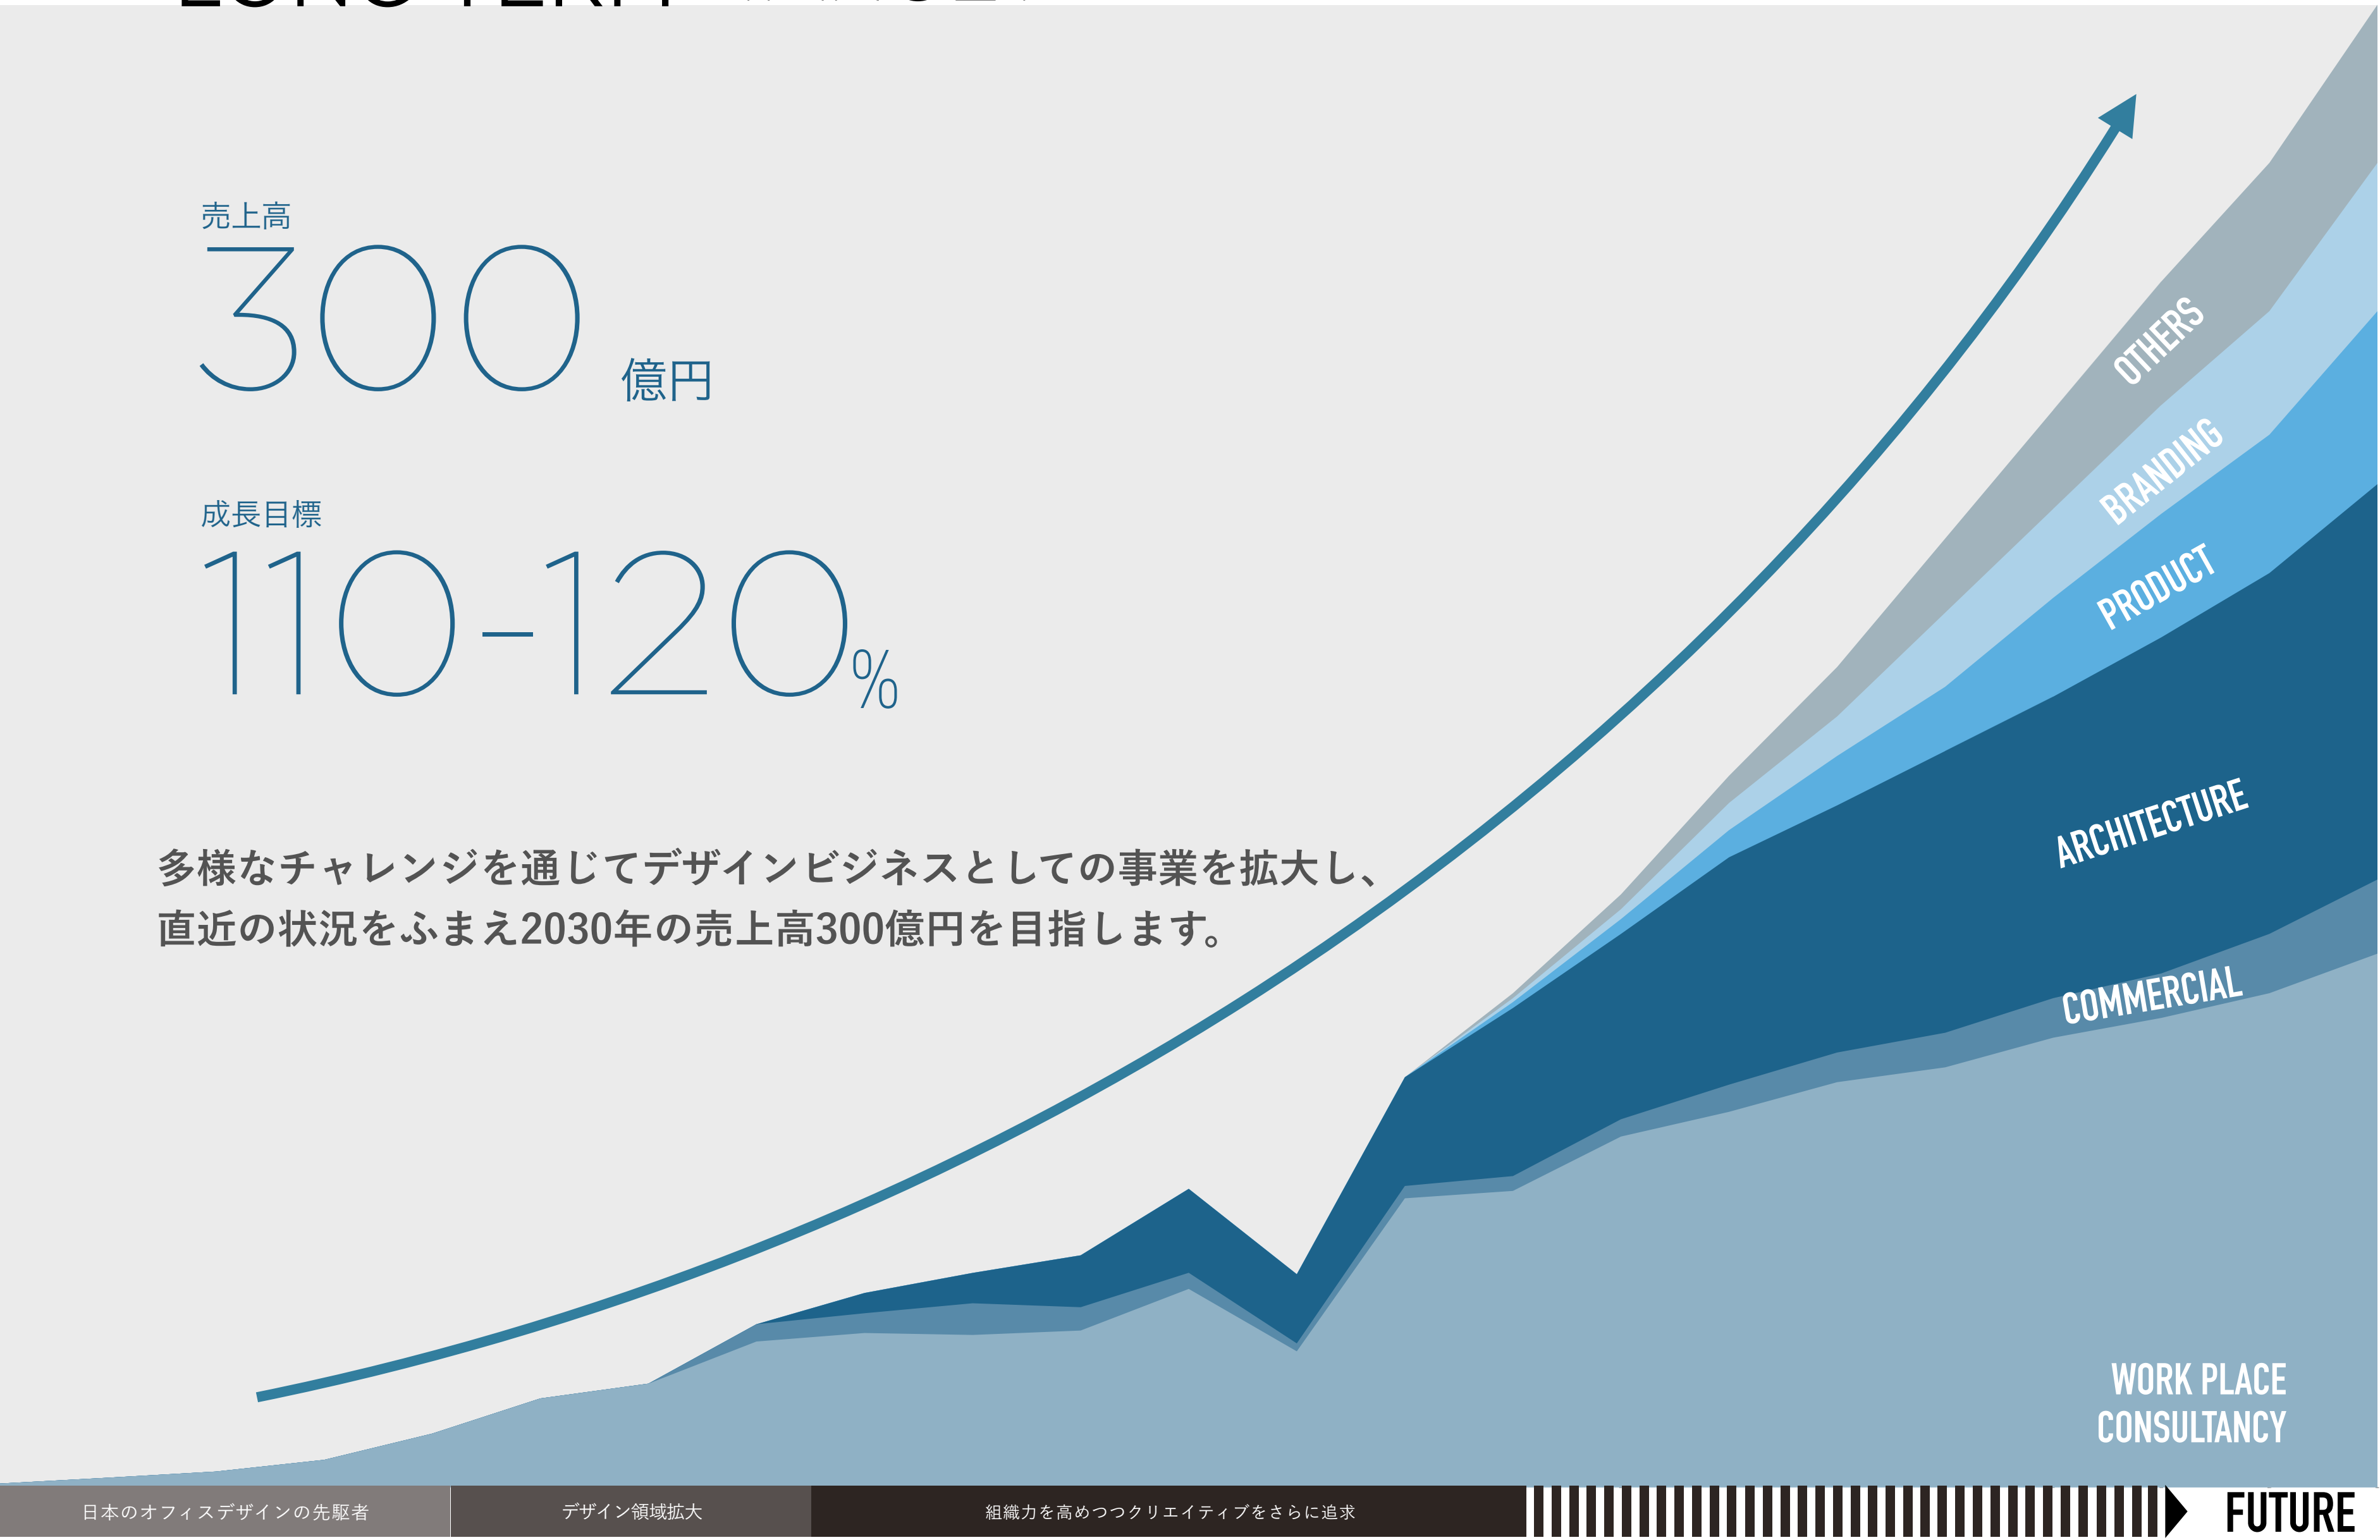 LONG TERM
売上高
300 億円
成長目標
110-120%
多様なチャレンジを通じてデザインビジネスとしての事業を拡大し、
直近の状況をふまえ2030年の売上高300億円を目指します。
OTHERS
BRANDING
PRODUCT
ARCHITECTURE
COMMERCIAL
WORK PLACE
CONSULTANCY
日本のオフィスデザインの先駆者
デザイン領域拡大
組織力を高めつつクリエイティブをさらに追求
FUTURE